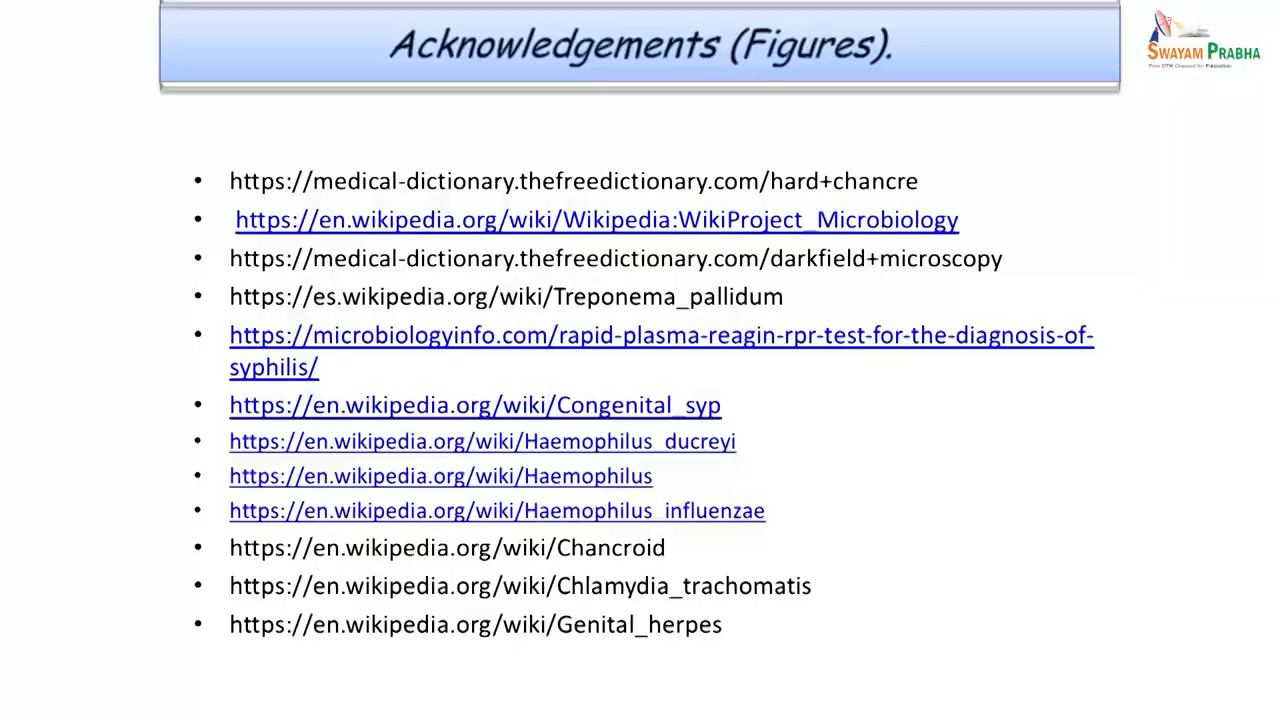 Acknowledgements (Figures).
SWAYAM PRABHA
• https://medical-dictionary.thefreedictionary.com/hard+chancre
• https://en.wikipedia.org/wiki/Wikipedia:WikiProject_Microbiology
• https://medical-dictionary.thefreedictionary.com/darkfield+microscopy
• https://es.wikipedia.org/wiki/Treponema_pallidum
• https://microbiologyinfo.com/rapid-plasma-reagin-rpr-test-for-the-diagnosis-of-
syphilis/
• https://en.wikipedia.org/wiki/Congenital_syp
• https://en.wikipedia.org/wiki/Haemophilus_ducreyi
• https://en.wikipedia.org/wiki/Haemophilus
• https://en.wikipedia.org/wiki/Haemophilus_influenzae
• https://en.wikipedia.org/wiki/Chancroid
• https://en.wikipedia.org/wiki/Chlamydia_trachomatis
• https://en.wikipedia.org/wiki/Genital_herpes